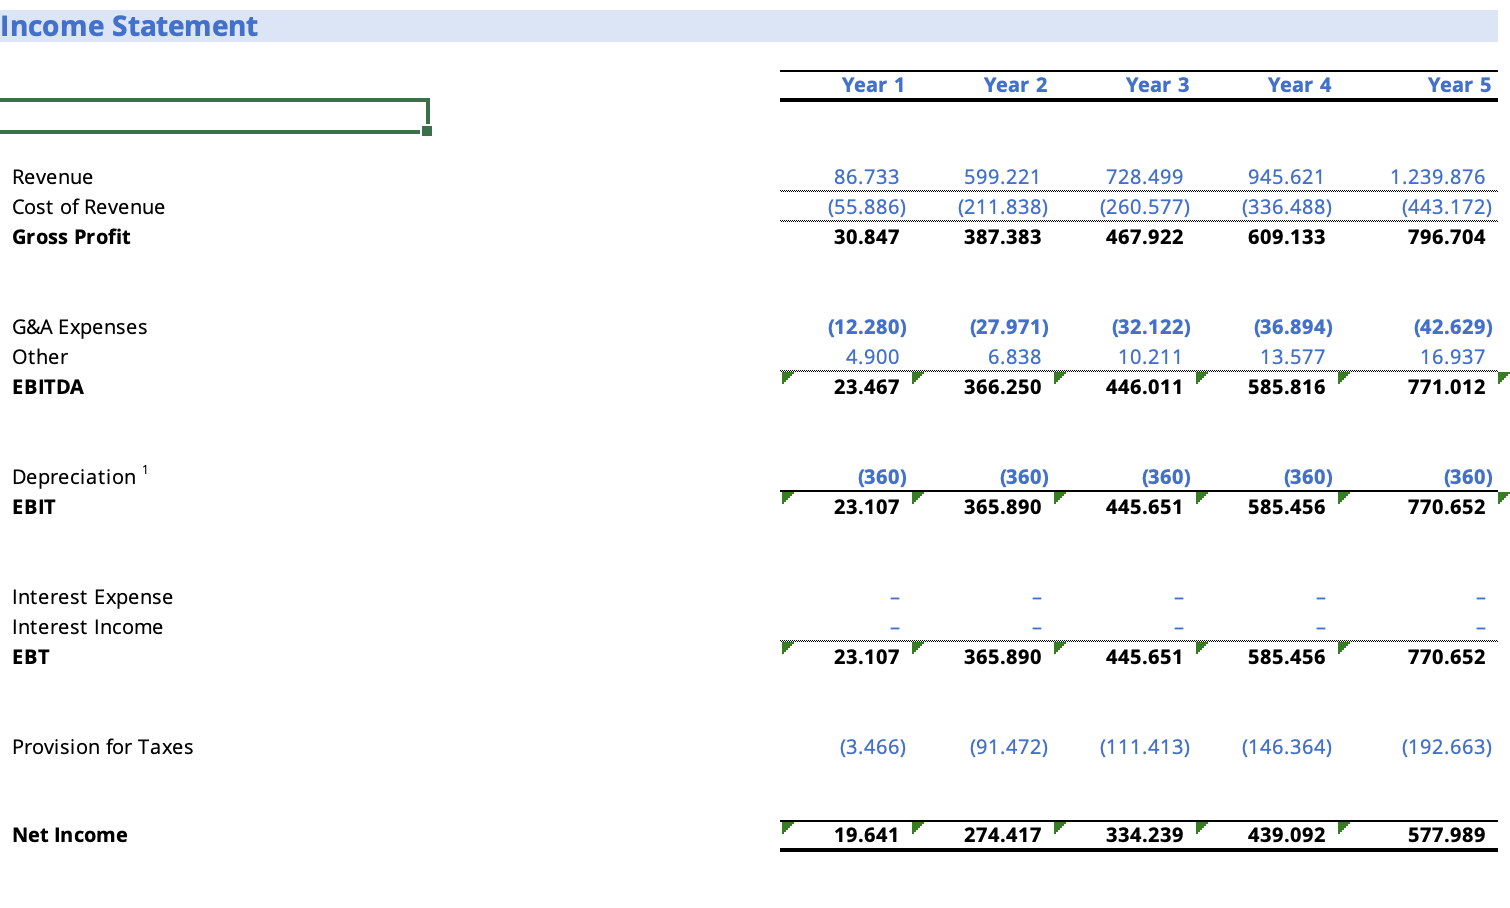 Income Statement
Year 1 Year 2 Year 3 Year 4 Year 5
Revenue 86.733 599.221 728.499 945.621 1.239.876
Cost of Revenue (55.886) (211.838) (260.577) (336.488) (443.172)
Gross Profit 30.847 387.383 467.922 609.133 796.704
G&A Expenses (12.280) (27.971) (32.122) (36.894) (42.629)
Other 4.900 6.838 10.211 13.577 16.937
EBITDA 23.467 366.250 446.011 585.816 771.012
Depreciation 1 (360) (360) (360) (360) (360)
EBIT 23.107 365.890 445.651 585.456 770.652
Interest Expense – – – – –
Interest Income – – – – –
EBT 23.107 365.890 445.651 585.456 770.652
Provision for Taxes (3.466) (91.472) (111.413) (146.364) (192.663)
Net Income 19.641 274.417 334.239 439.092 577.989